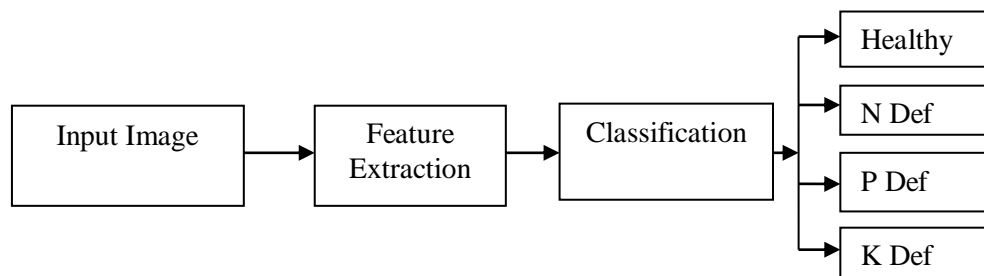 Input Image
Feature
Extraction
Classification
Healthy
N Def
P Def
K Def